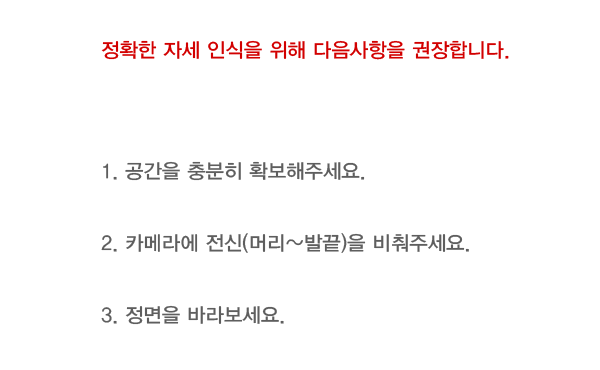 정확한 자세 인식을 위해 다음사항을 권장합니다.
1. 공간을 충분히 확보해주세요.
2. 카메라에 전신(머리~발끝)을 비춰주세요.
3. 정면을 바라보세요.